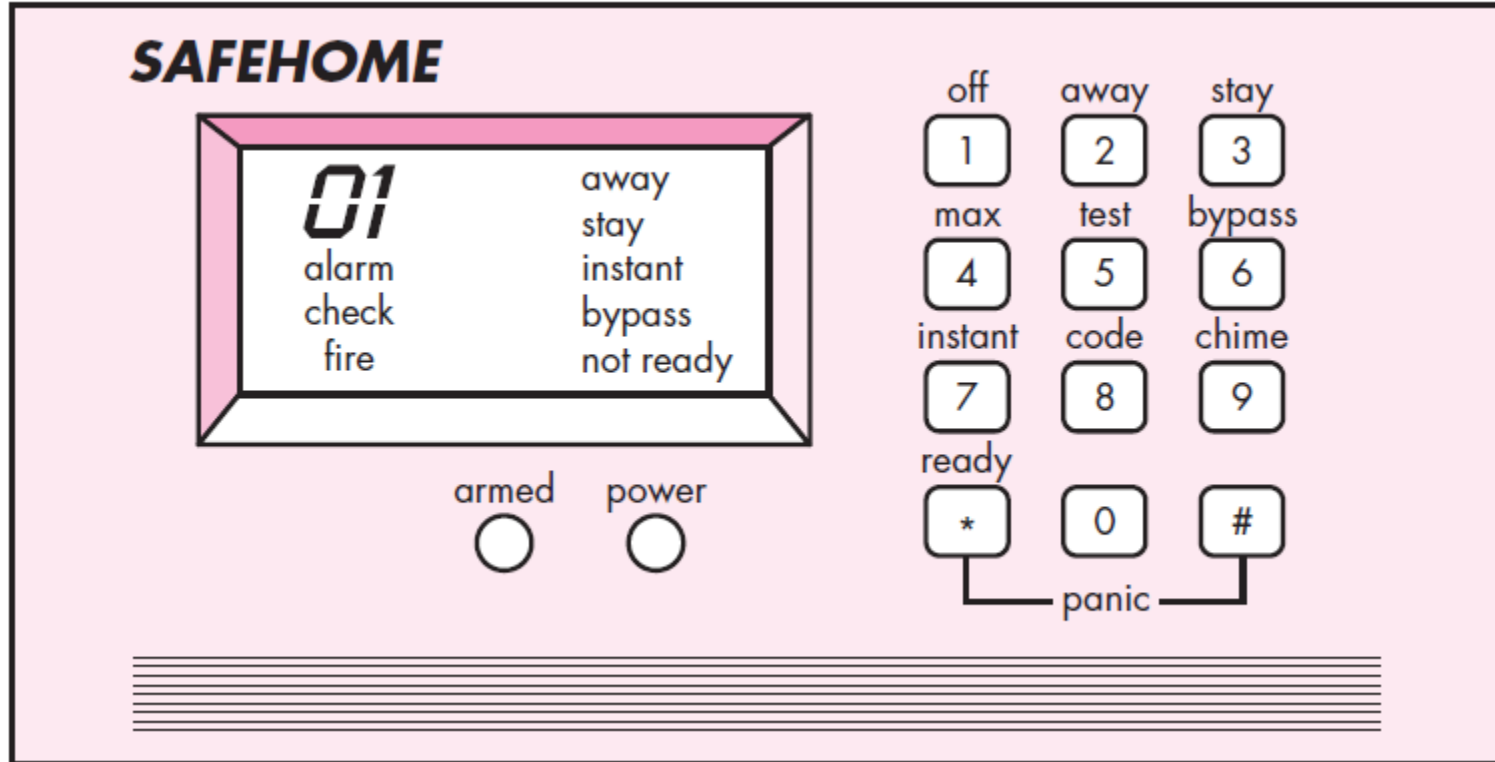 SAFEHOME
01
alarm
check
fire
away
stay
instant
bypass
not ready
armed power
off away stay
1 2 3
max test bypass
4 5 6
instant code chime
7 8 9
ready
* 0 #
panic